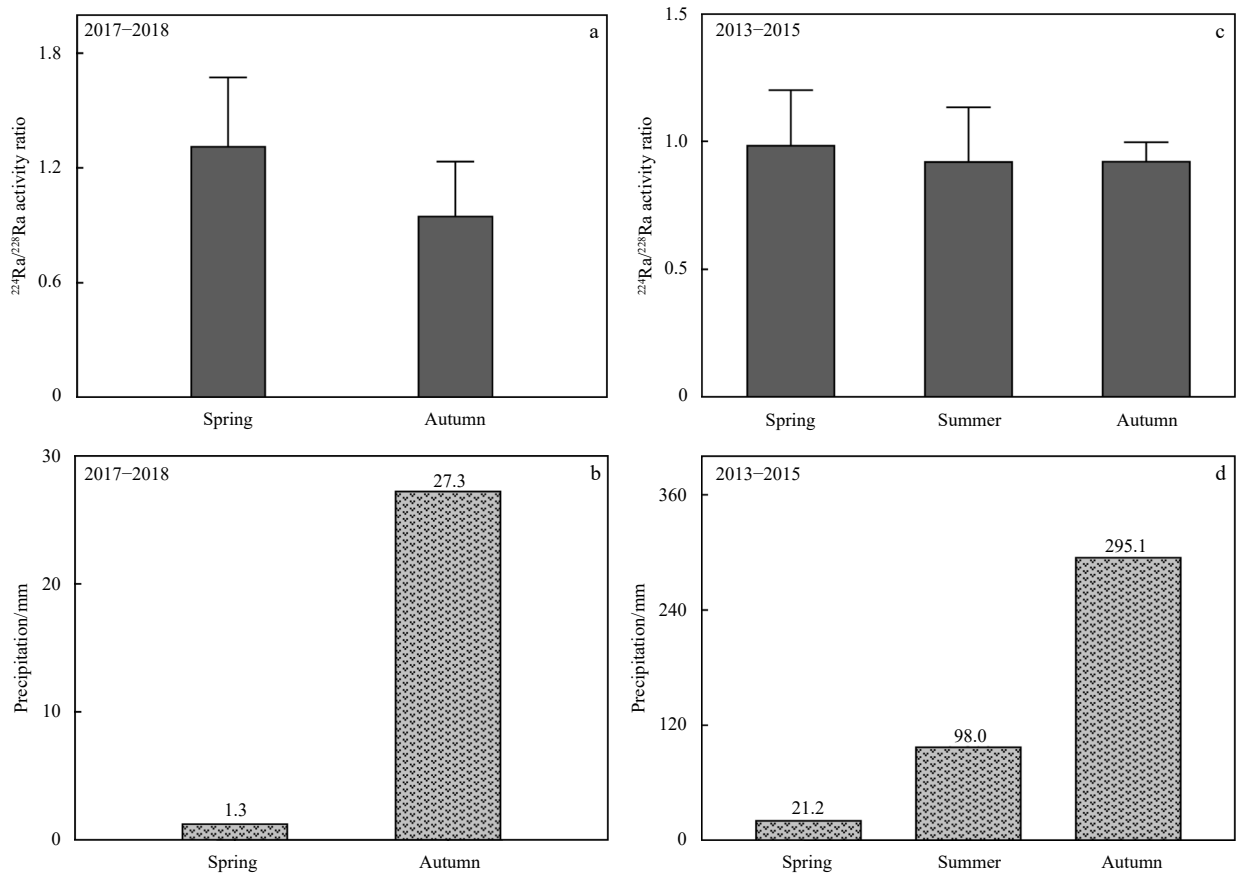 2017−2018
a
1.8
1.2
0.6
0
²²⁴Ra/²²⁸Ra activity ratio
Spring
Autumn
2013−2015
c
1.5
1.0
0.5
0
²²⁴Ra/²²⁸Ra activity ratio
Spring
Summer
Autumn
2017−2018
b
30
20
10
0
Precipitation/mm
1.3
27.3
Spring
Autumn
2013−2015
d
360
240
120
0
Precipitation/mm
21.2
98.0
295.1
Spring
Summer
Autumn